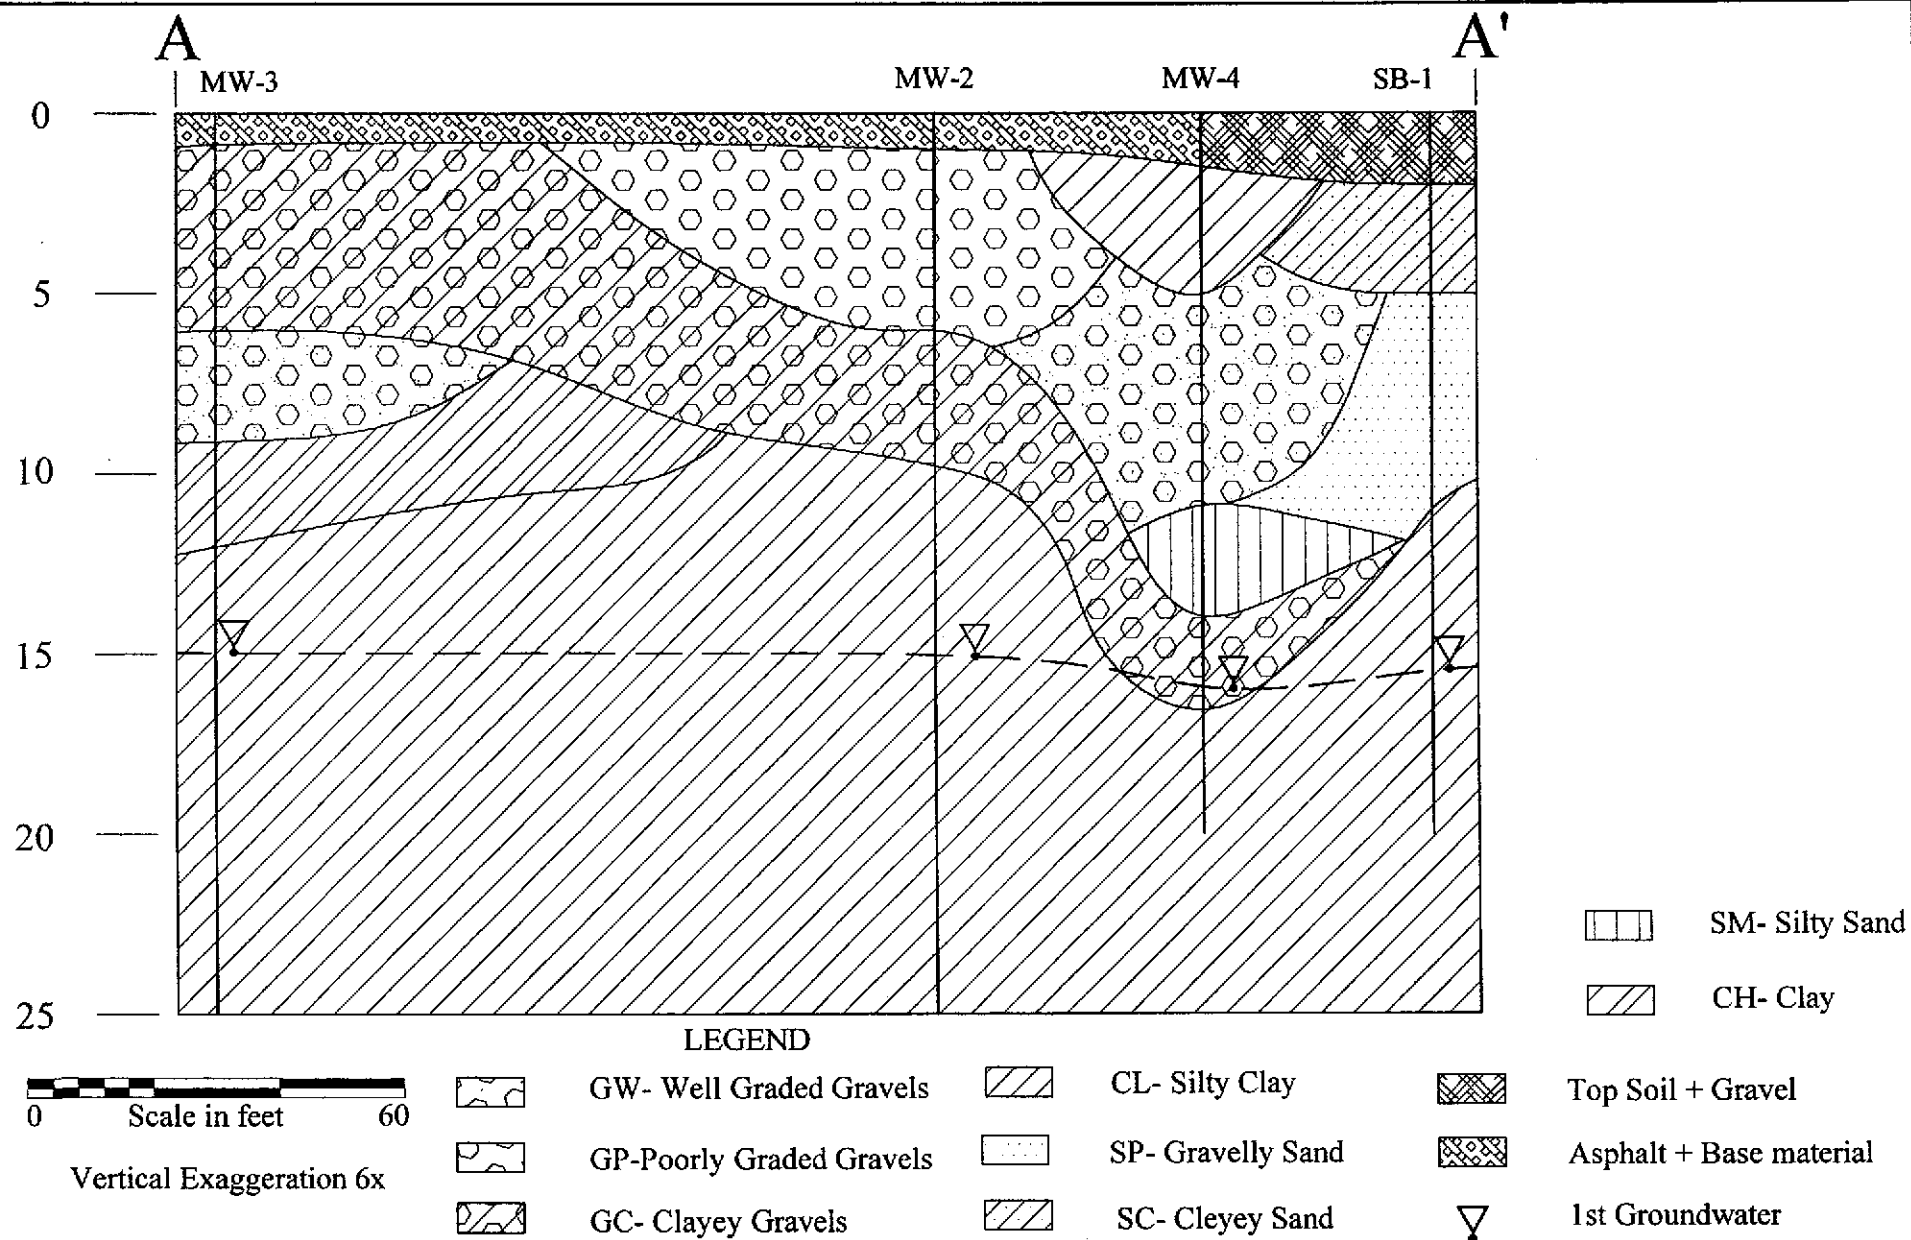 A A'
MW-3 MW-2 MW-4 SB-1
0
5
10
15
20
25
SM- Silty Sand
CH- Clay
LEGEND
0 Scale in feet 60
Vertical Exaggeration 6x
GW- Well Graded Gravels
GP-Poorly Graded Gravels
GC- Clayey Gravels
CL- Silty Clay
SP- Gravelly Sand
SC- Cleyey Sand
Top Soil + Gravel
Asphalt + Base material
1st Groundwater